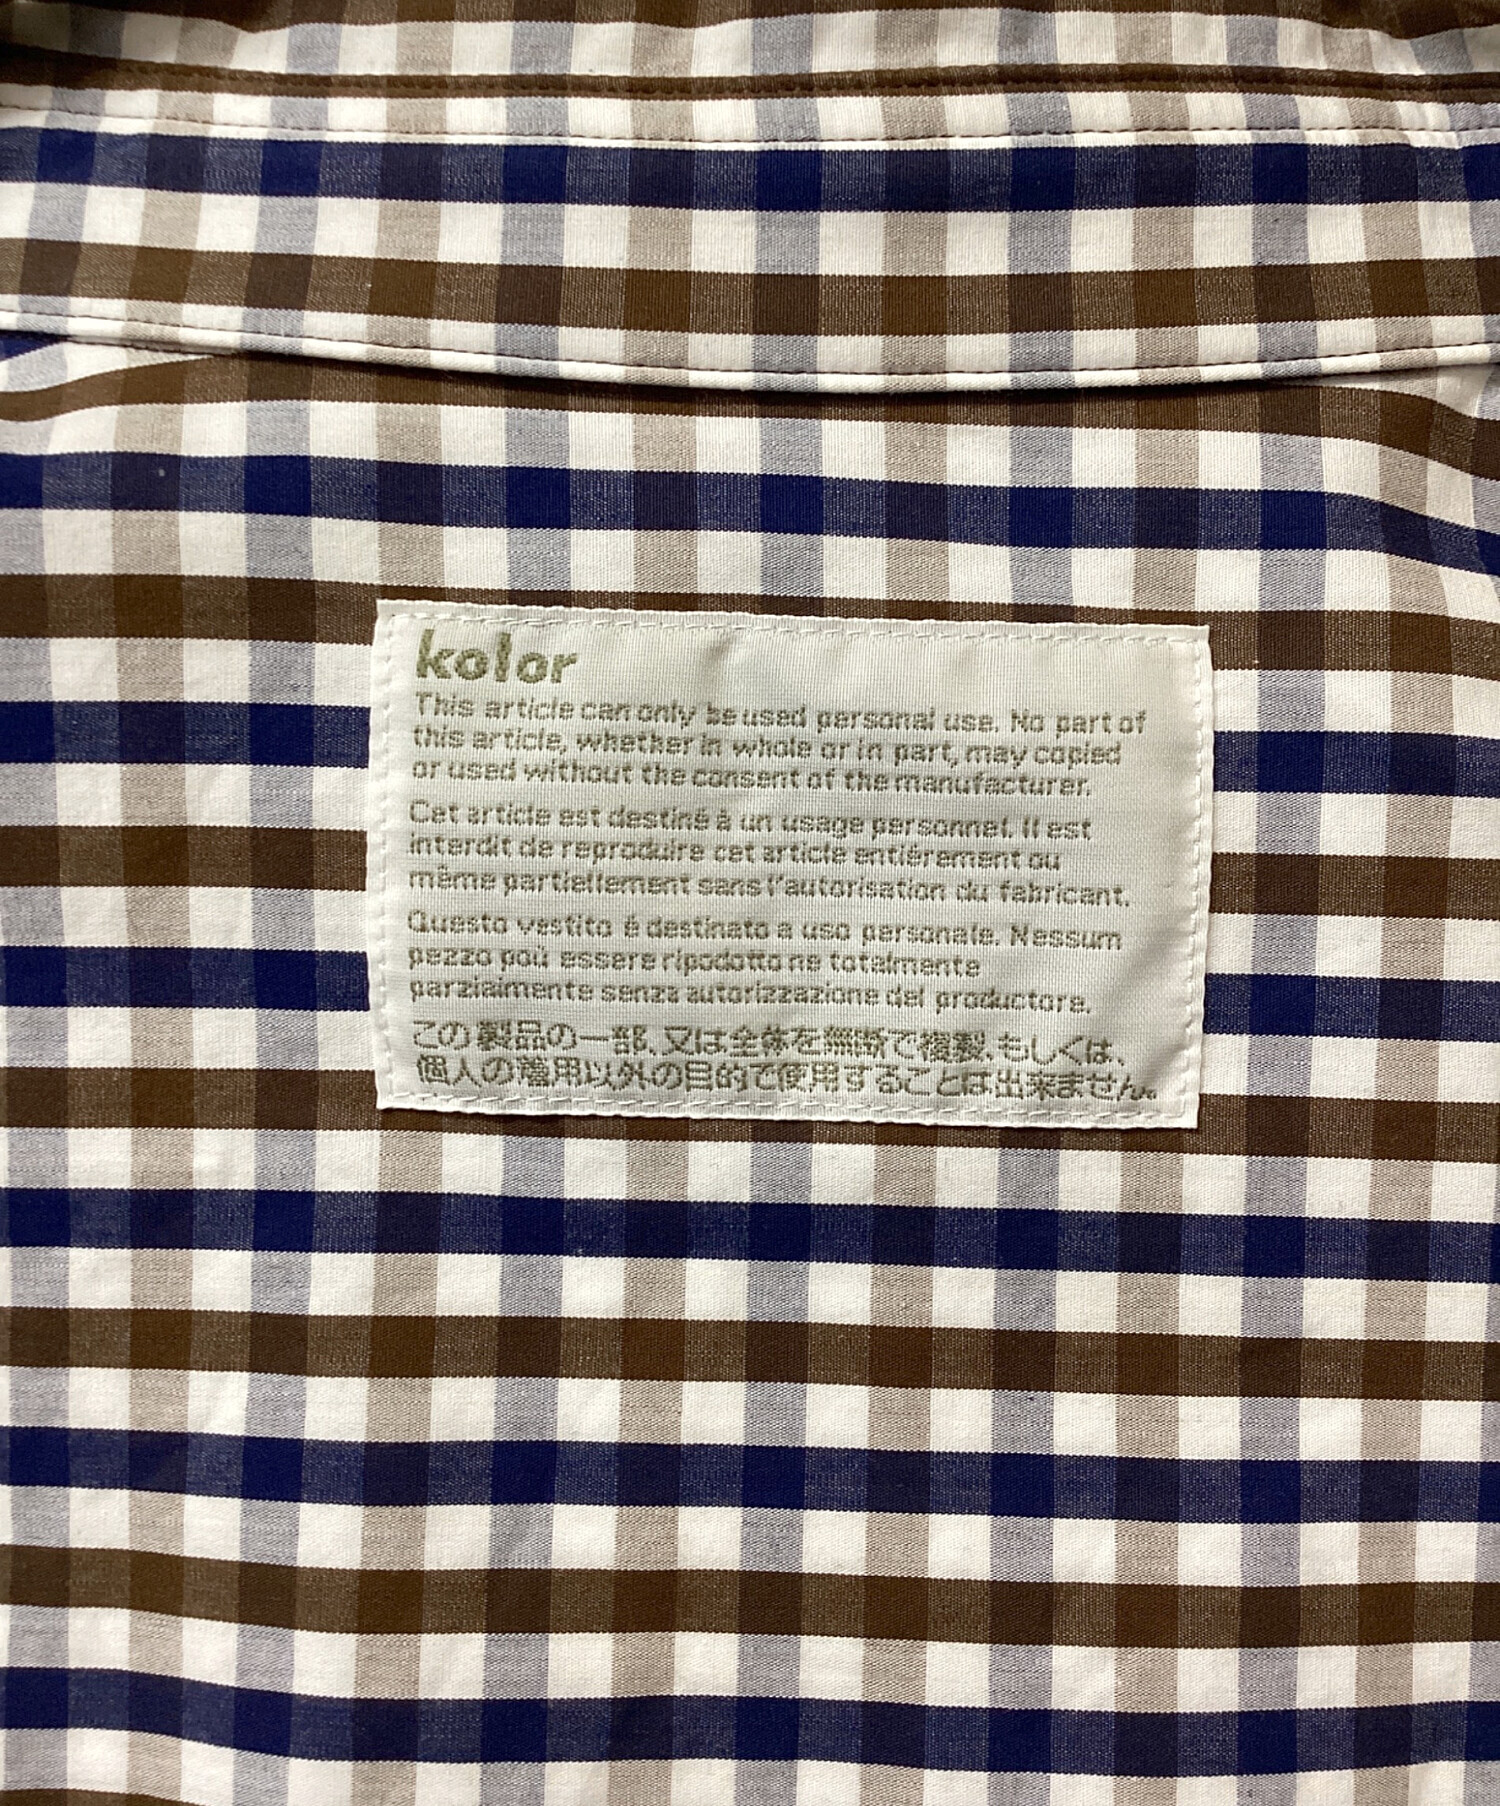 kolor
This article can only be used personal use. No part of
this article, whether in whole or in part, may copied
or used without the consent of the manufacturer.
Cet article est destiné à un usage personnel. Il est
interdit de reproduire cet article entiérement ou
même partiellement sans l'autorisation du fabricant.
Questo vestito é destinato a uso personale. Nessum
pezzo poù essere ripodotto ne totalmente
parzialmente senza autorizzazione del productore.
この製品の一部、又は全体を無断で複製、もしくは、
個人の着用以外の目的で使用することは出来ません。